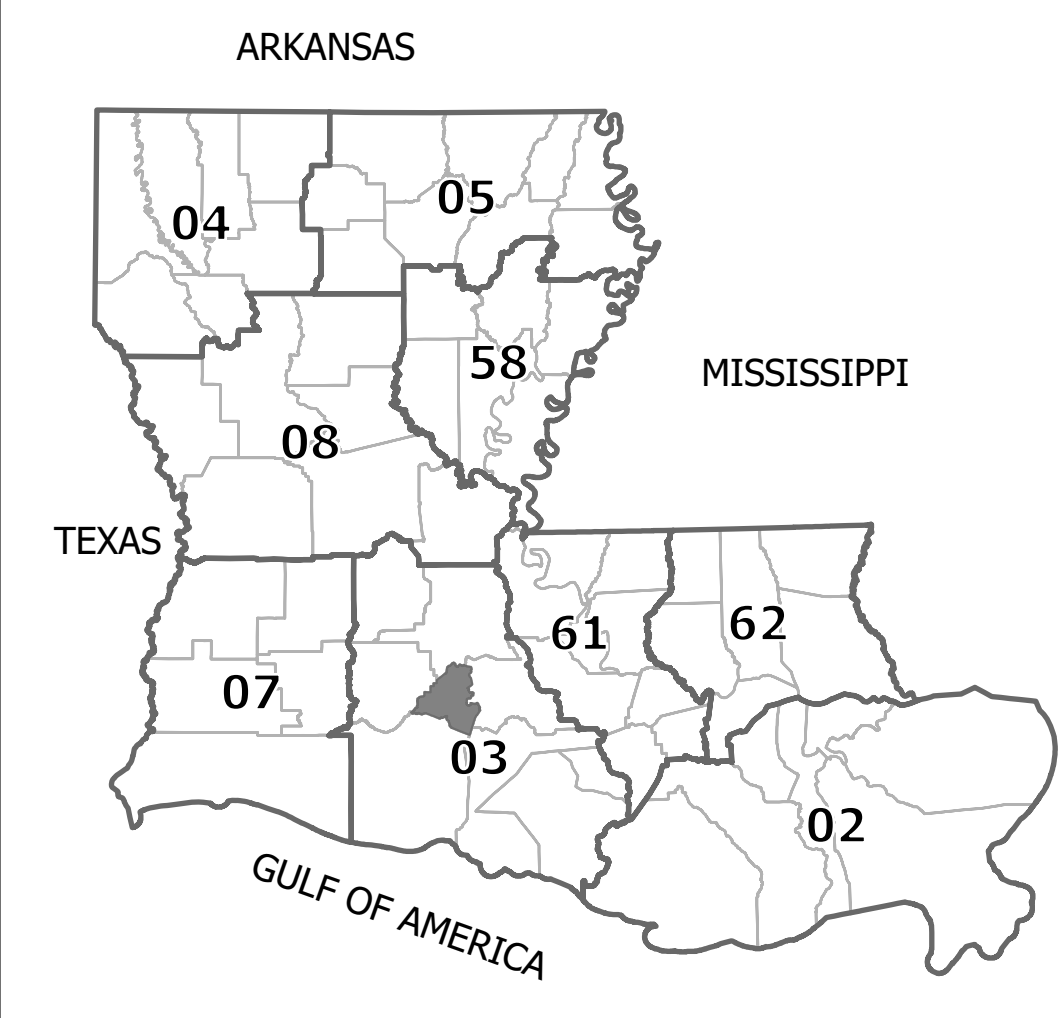 ARKANSAS
04
05
58
MISSISSIPPI
08
TEXAS
61
62
07
03
02
GULF OF AMERICA